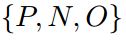 {P, N, O}